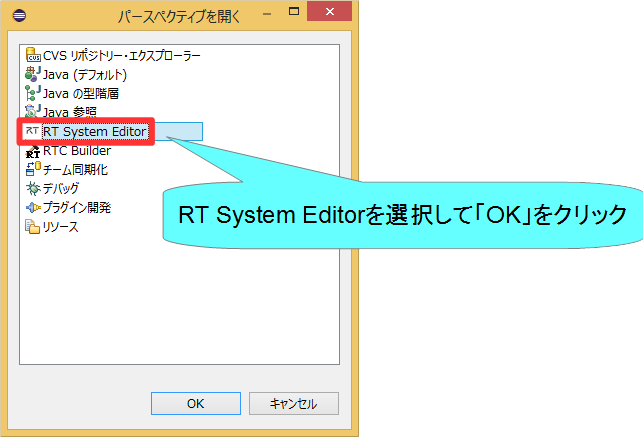 パースペクティブを開く
CVS リポジトリー・エクスプローラー
Java (デフォルト)
Java の型階層
Java 参照
RT System Editor
RTC Builder
チーム同期化
デバッグ
プラグイン開発
リソース
RT System Editorを選択して「OK」をクリック
OK
キャンセル